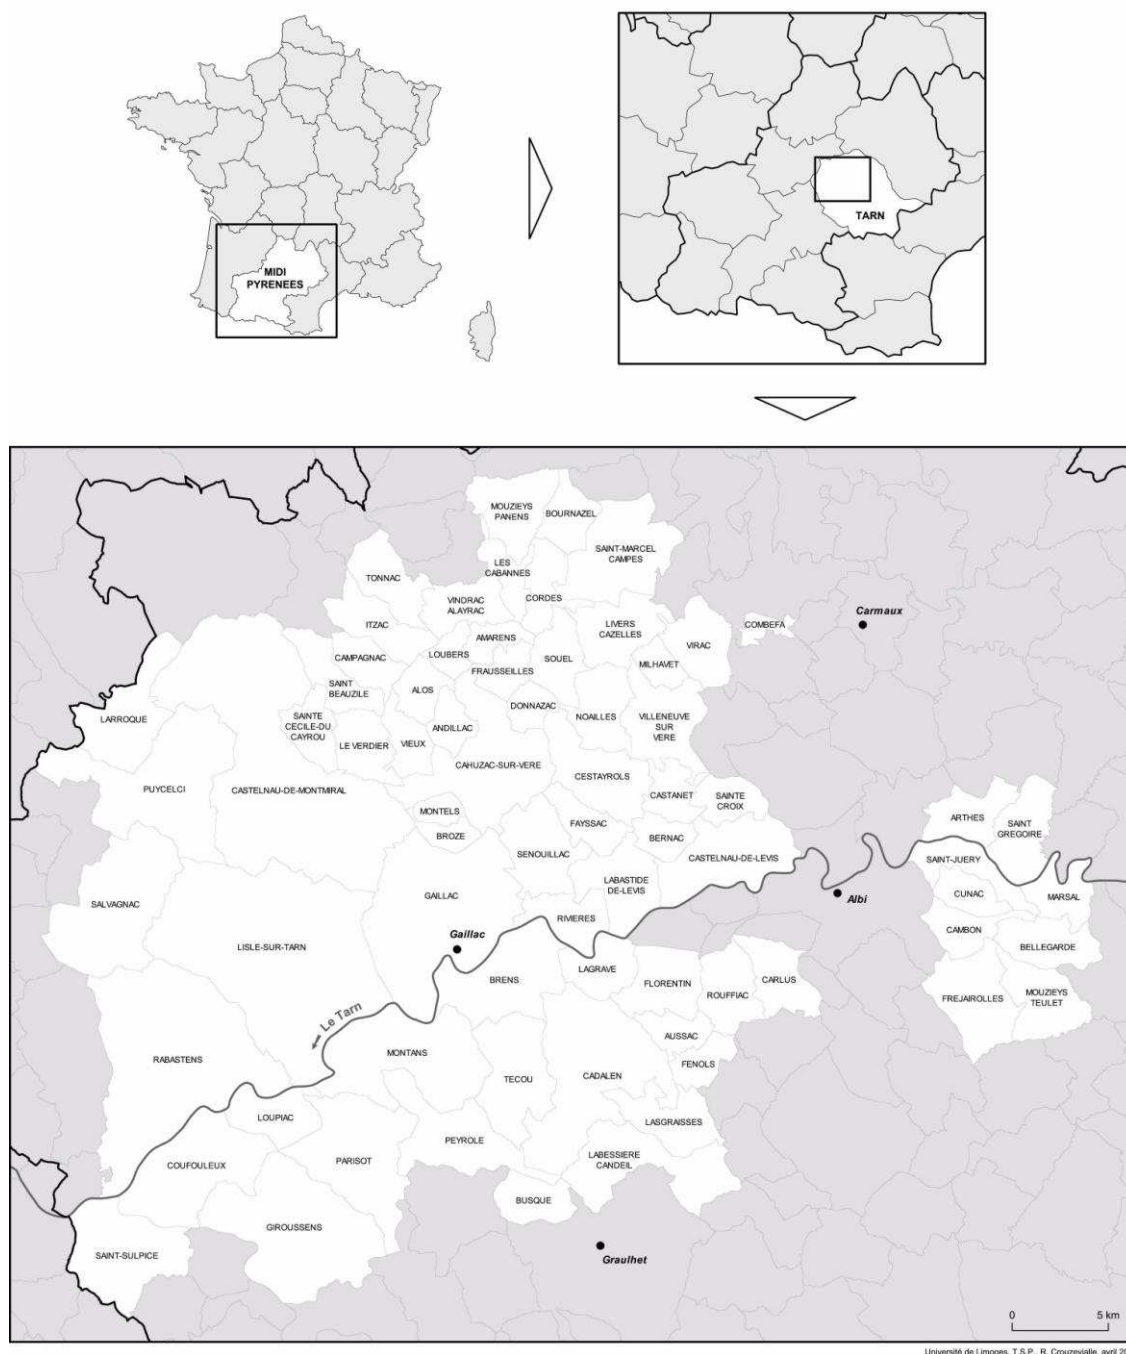 MIDI
PYRENEES
TARN
MOUZIEYS
PANENS
BOURNAZEL
SAINT-MARCEL
CAMPES
LES
CABANNES
TONNAC
VINDRAC
ALAYRAC
CORDES
ITZAC
AMARENS
LIVERS
CAZELLES
COMBEFA
Carmaux
VIRAC
CAMPAGNAC
LOUBERS
FRAUSSEILLES
SOUEL
MILHAVET
SAINT
BEAUZILE
ALOS
DONNAZAC
LARROQUE
SAINTE
CECILE-DU
CAYROU
ANDILLAC
NOAILLES
VILLENEUVE
SUR
VERE
LE VERDIER
VIEUX
CAHUZAC-SUR-VERE
CESTAYROLS
PUYCELCI
CASTELNAU-DE-MONTMIRAL
CASTANET
SAINTE
CROIX
MONTELS
FAYSSAC
BROZE
BERNAC
ARTHES
SAINT
GREGOIRE
SENOUILLAC
CASTELNAU-DE-LEVIS
SAINT-JUERY
GAILLAC
LABASTIDE
DE-LEVIS
SALVAGNAC
Albi
CUNAC
MARSAL
RIVIERES
Gaillac
CAMBON
LISLE-SUR-TARN
BELLEGARDE
BRENS
LAGRAVE
FLORENTIN
ROUFFIAC
CARLUS
FREJAIROLLES
MOUZIEYS
TEULET
Le Tarn
AUSSAC
RABASTENS
MONTANS
FENOLS
TECOU
CADALEN
LOUPIAC
LASGRAISSES
PEYROLE
PARISOT
LABESSIERE
CANDEIL
COUFOULEUX
BUSQUE
GIROUSSENS
SAINT-SULPICE
Graulhet
0 5 km
Université de Limoges, T.S.P., R. Crouzevialle, avril 20